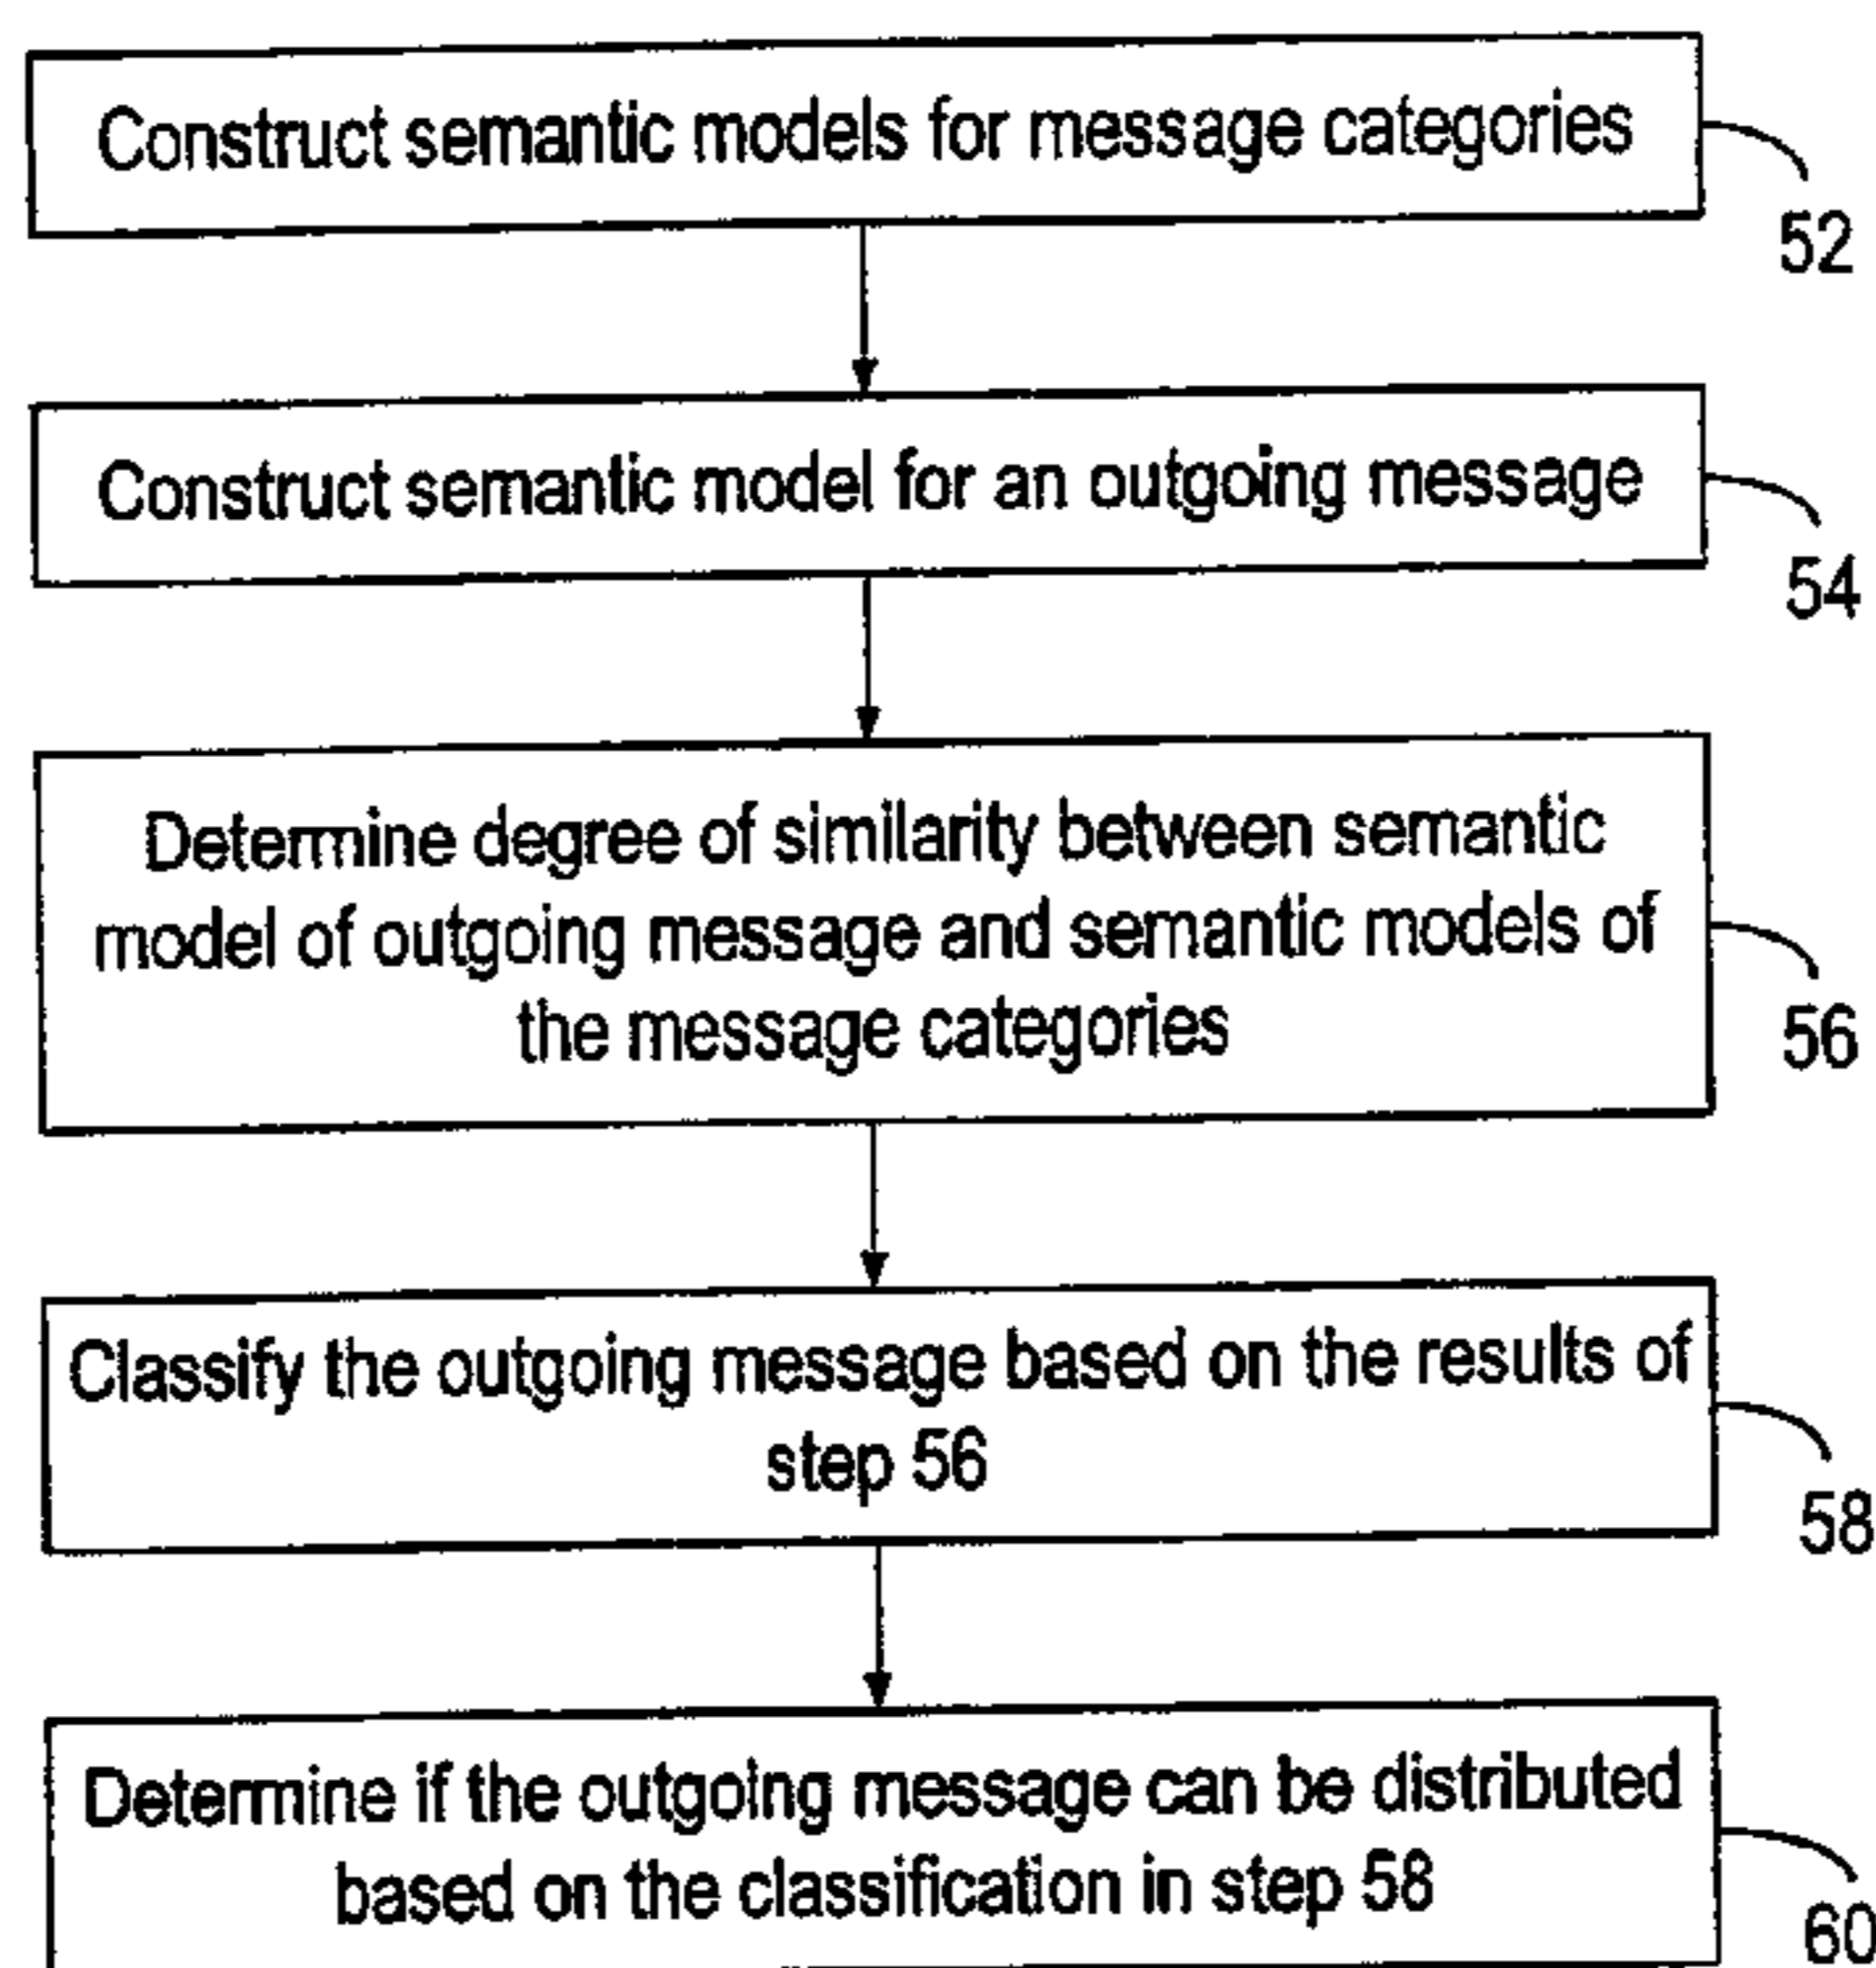 Construct semantic models for message categories
52
Construct semantic model for an outgoing message
54
Determine degree of similarity between semantic
model of outgoing message and semantic models of
the message categories
56
Classify the outgoing message based on the results of
step 56
58
Determine if the outgoing message can be distributed
based on the classification in step 58
60